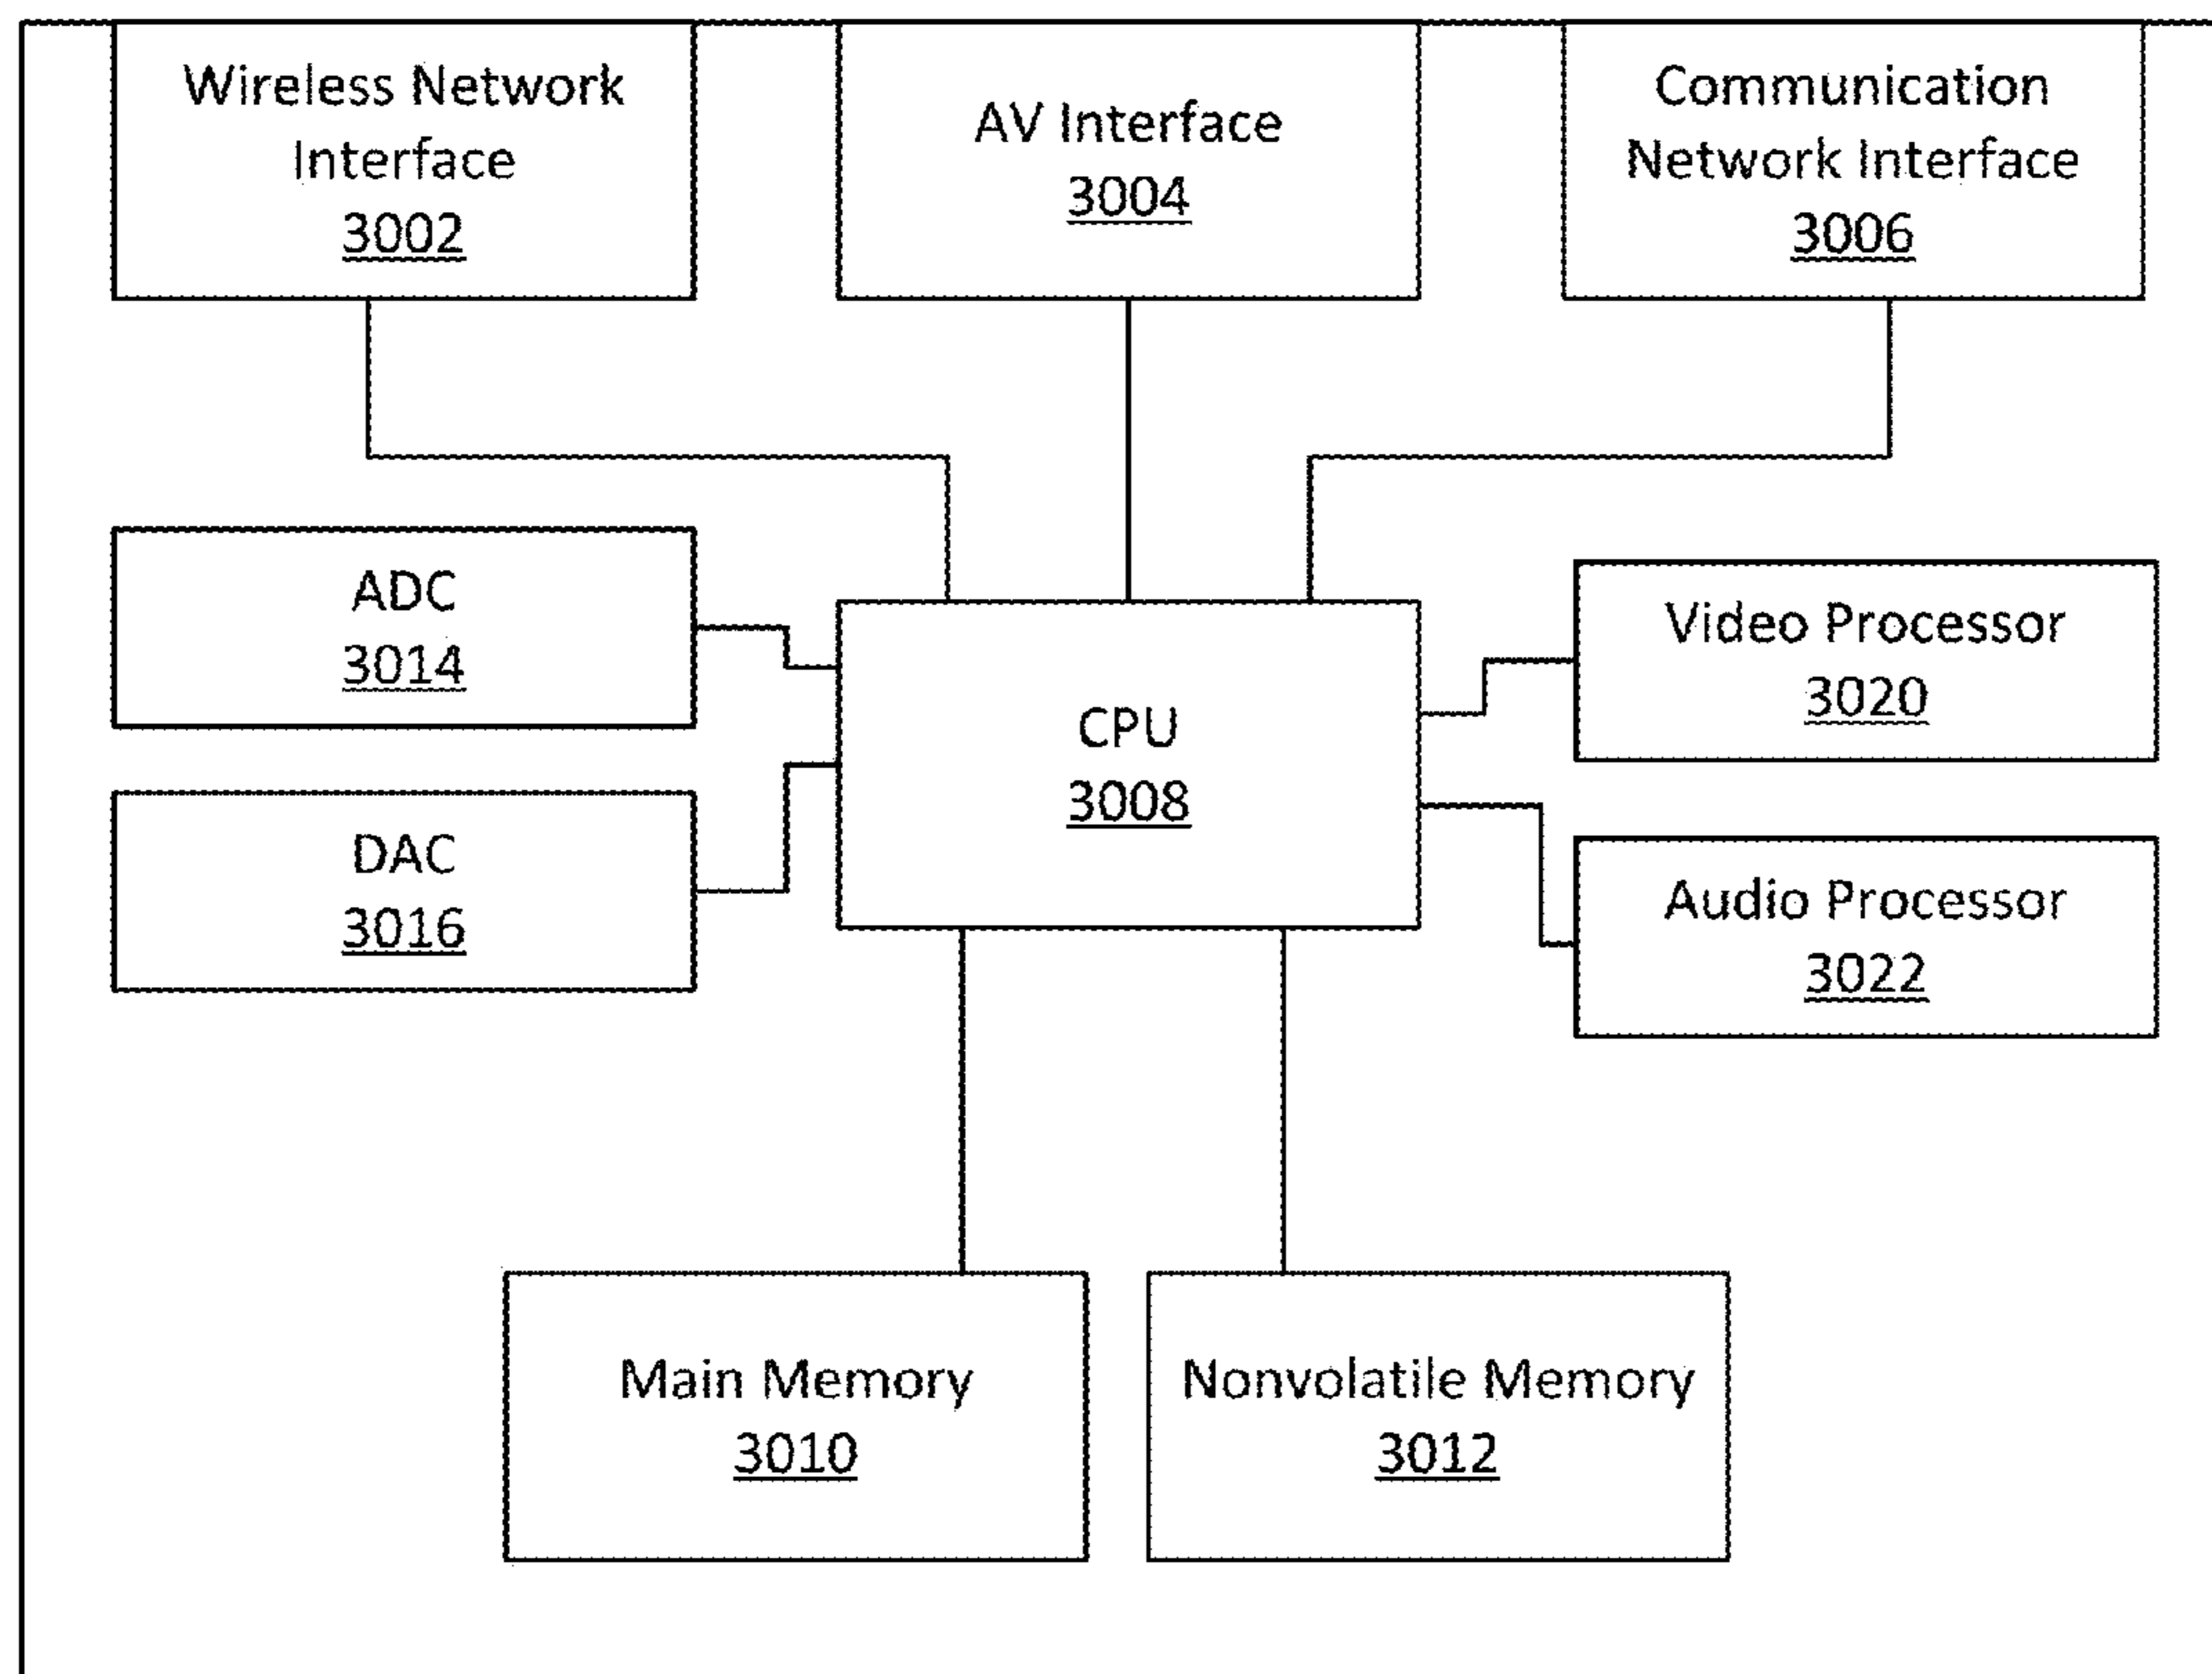 Wireless Network
Interface
3002
AV Interface
3004
Communication
Network Interface
3006
ADC
3014
DAC
3016
CPU
3008
Video Processor
3020
Audio Processor
3022
Main Memory
3010
Nonvolatile Memory
3012